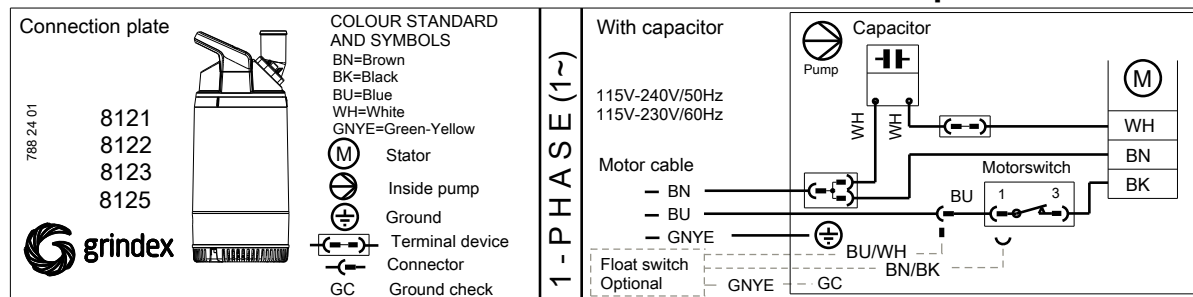 Connection plate
788 24 01
8121
8122
8123
8125
grindex
COLOUR STANDARD
AND SYMBOLS
BN=Brown
BK=Black
BU=Blue
WH=White
GNYE=Green-Yellow
M Stator
Inside pump
Ground
Terminal device
Connector
GC Ground check
1 - PHASE (1~)
With capacitor
115V-240V/50Hz
115V-230V/60Hz
Motor cable
BN
BU
GNYE
Float switch
Optional
GNYE
GC
Pump
Capacitor
WH
WH
M
WH
BN
BK
Motorswitch
BU
1
3
BU/WH
BN/BK